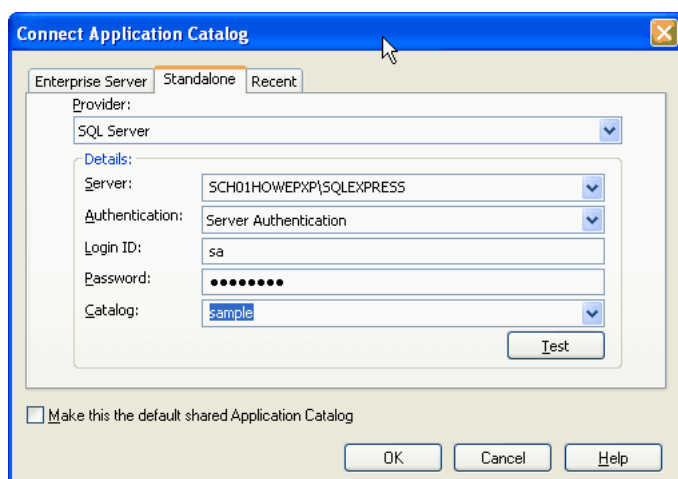 Connect Application Catalog
Enterprise Server Standalone Recent
Provider:
SQL Server
Details:
Server: SCH01HOWEPXP\SQLEXPRESS
Authentication: Server Authentication
Login ID: sa
Password: ●●●●●●●●
Catalog: sample
Test
Make this the default shared Application Catalog
OK Cancel Help